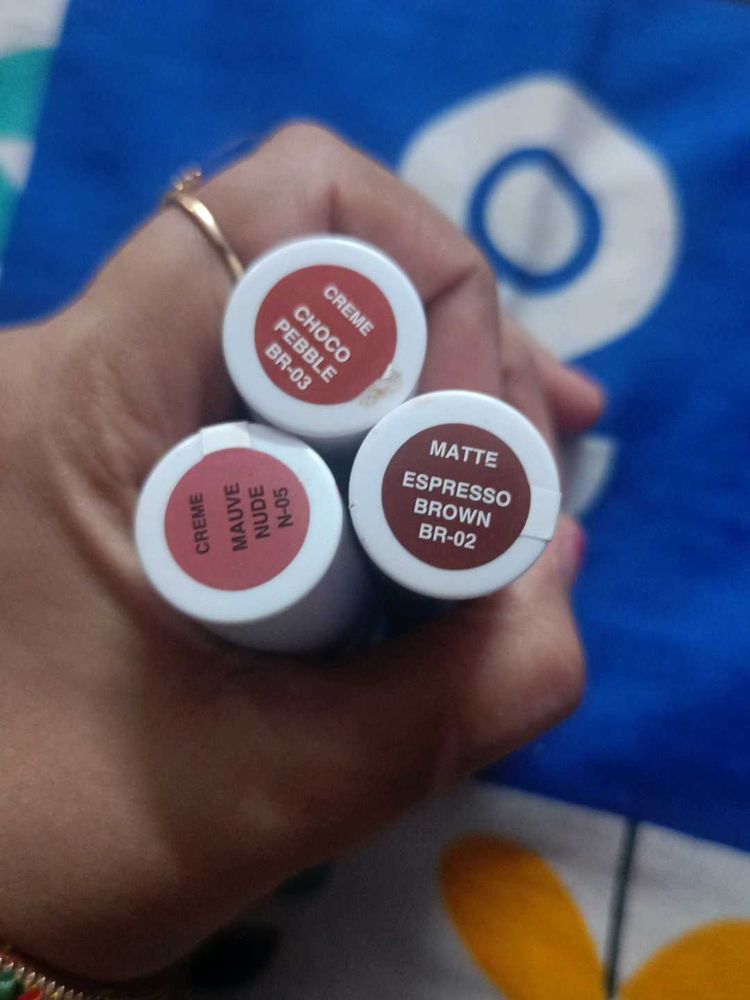 CREME
CHOCO
PEBBLE
BR-03
MATTE
ESPRESSO
BROWN
BR-02
CREME
MAUVE
NUDE
N-05